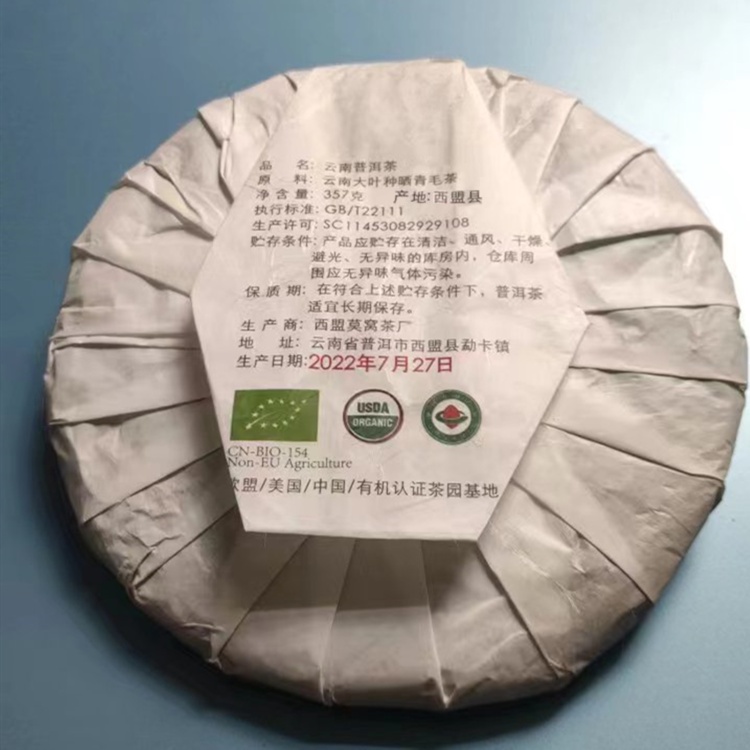 品 名: 云南普洱茶
原 料: 云南大叶种晒青毛茶
净含量: 357克 产地:西盟县
执行标准: GB/T22111
生产许可: SC11453082929108
贮存条件: 产品应贮存在清洁、通风、干燥、
避光、无异味的库房内，仓库周
围应无异味气体污染。
保质期: 在符合上述贮存条件下，普洱茶
适宜长期保存。
生产商: 西盟莫窝茶厂
地 址: 云南省普洱市西盟县勐卡镇
生产日期:2022年7月27日
USDA
ORGANIC
CN-BIO-154
Non-EU Agriculture
欧盟/美国/中国/有机认证茶园基地